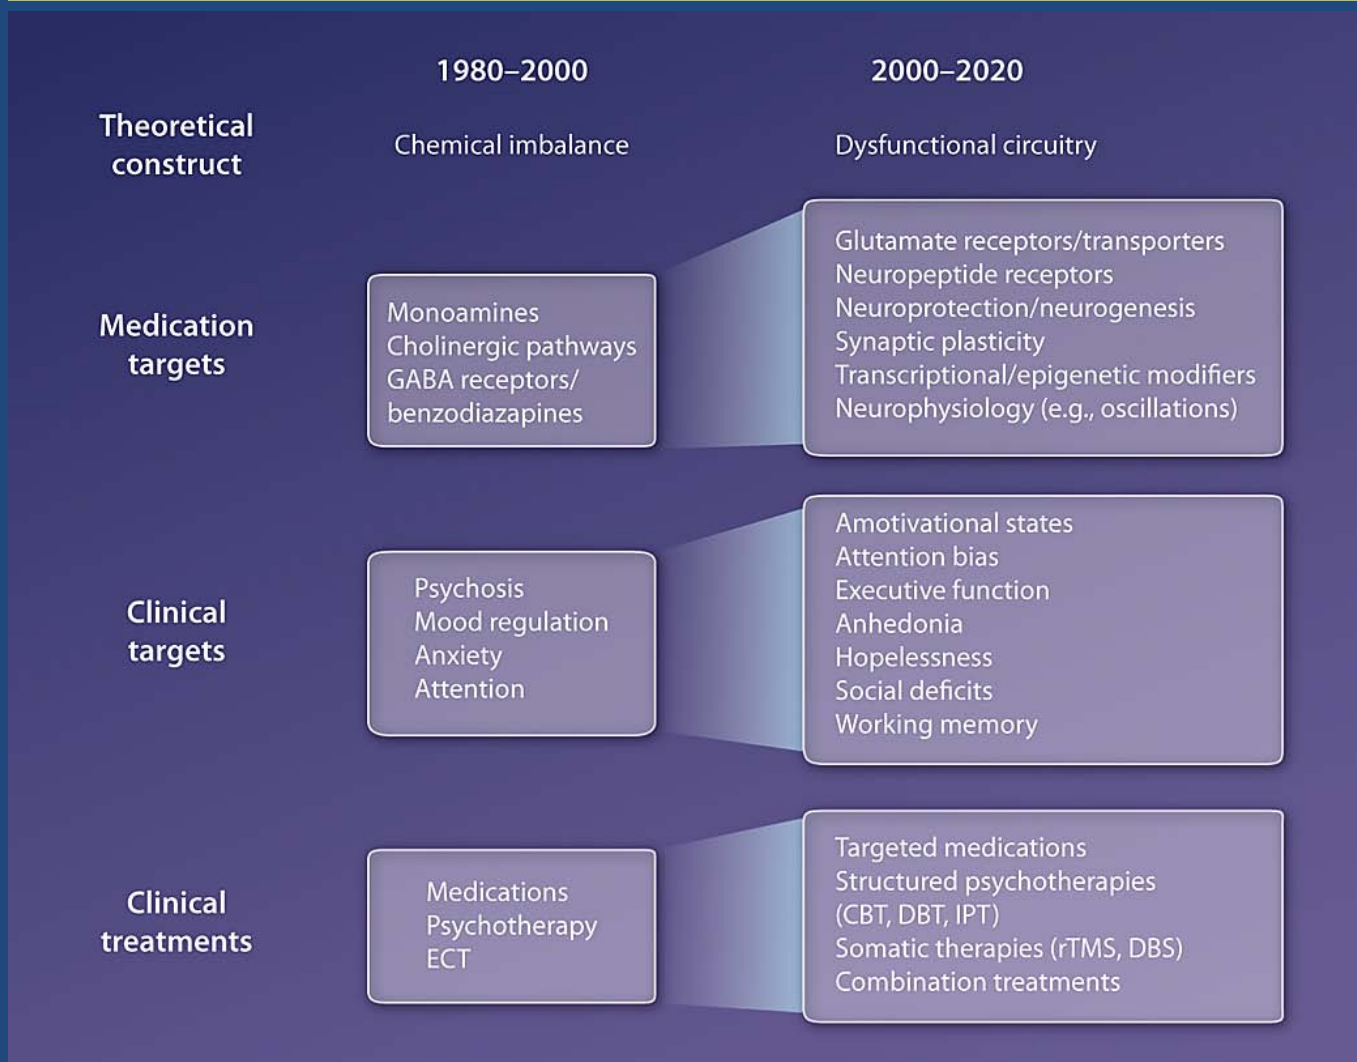 1980–2000
2000–2020
Theoretical
construct
Chemical imbalance
Dysfunctional circuitry
Medication
targets
Monoamines
Cholinergic pathways
GABA receptors/
benzodiazapines
Glutamate receptors/transporters
Neuropeptide receptors
Neuroprotection/neurogenesis
Synaptic plasticity
Transcriptional/epigenetic modifiers
Neurophysiology (e.g., oscillations)
Clinical
targets
Psychosis
Mood regulation
Anxiety
Attention
Amotivational states
Attention bias
Executive function
Anhedonia
Hopelessness
Social deficits
Working memory
Clinical
treatments
Medications
Psychotherapy
ECT
Targeted medications
Structured psychotherapies
(CBT, DBT, IPT)
Somatic therapies (rTMS, DBS)
Combination treatments